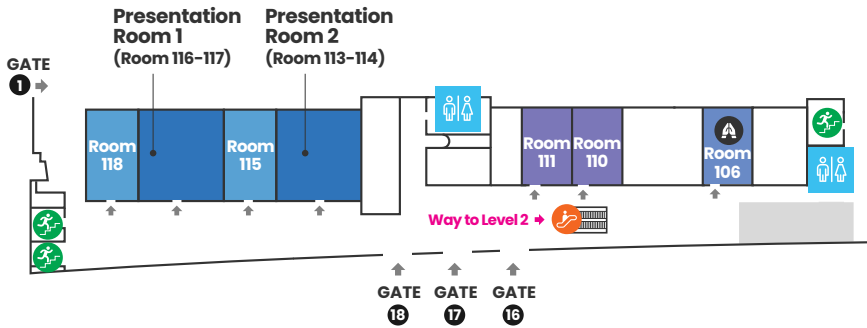 Presentation
Room 1
(Room 116-117)
Presentation
Room 2
(Room 113-114)
GATE
1
Room
118
Room
115
Room
111
Room
110
Room
106
Way to Level 2
GATE
18
GATE
17
GATE
16